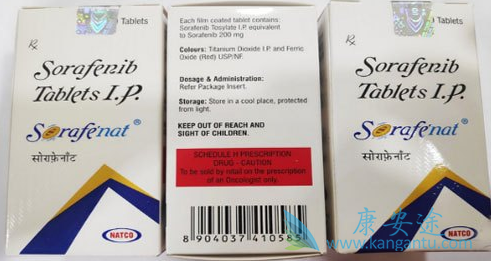 Rx
Tablets
Sorafenib
Tablets I.P.
Sorafenat®
सोराफ़ेनॉट
NATCO
Each film coated tablet contains:
Sorafenib Tosylate I.P. equivalent
to Sorafenib 200 mg
Colours: Titanium Dioxide I.P. and Ferric
Oxide (Red) USP/NF.
Dosage & Administration:
Refer Package Insert.
Storage: Store in a cool place, protected
from light.
KEEP OUT OF REACH AND
SIGHT OF CHILDREN.
SCHEDULE H PRESCRIPTION
DRUG - CAUTION
To be sold by retail on the prescription
of an Oncologist only.
8 904037 410585
Rx
Tablets
Sorafenib
Tablets I.P.
Sorafenat®
सोराफ़ेनॉट
NATCO
康安途
www.kangantu.com